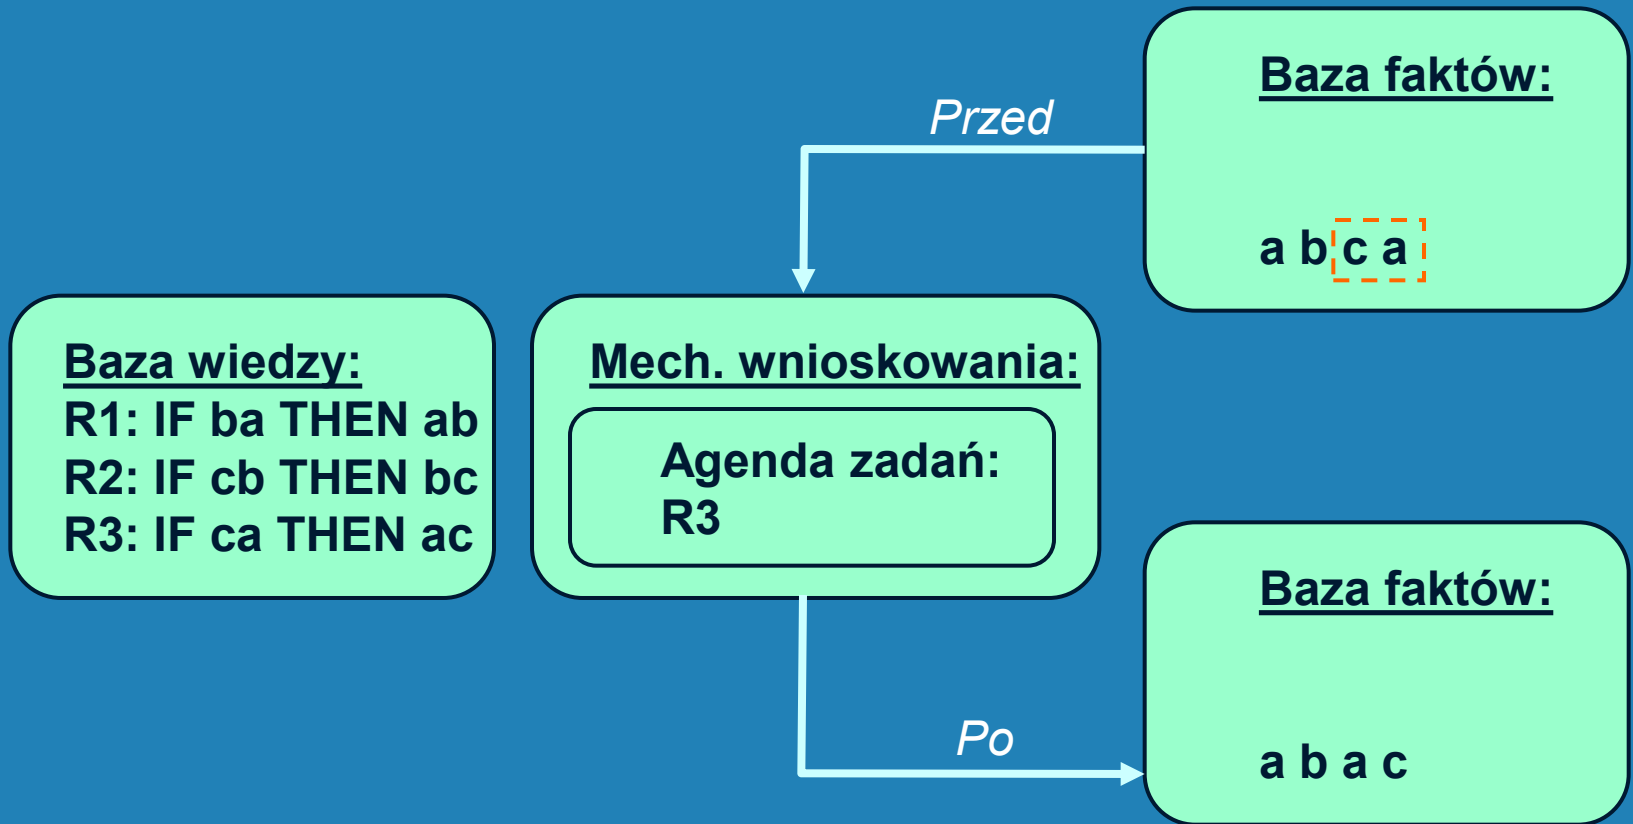 Baza faktów:
Przed
a b c a
Baza wiedzy:
R1: IF ba THEN ab
R2: IF cb THEN bc
R3: IF ca THEN ac
Mech. wnioskowania:
Agenda zadań:
R3
Baza faktów:
Po
a b a c